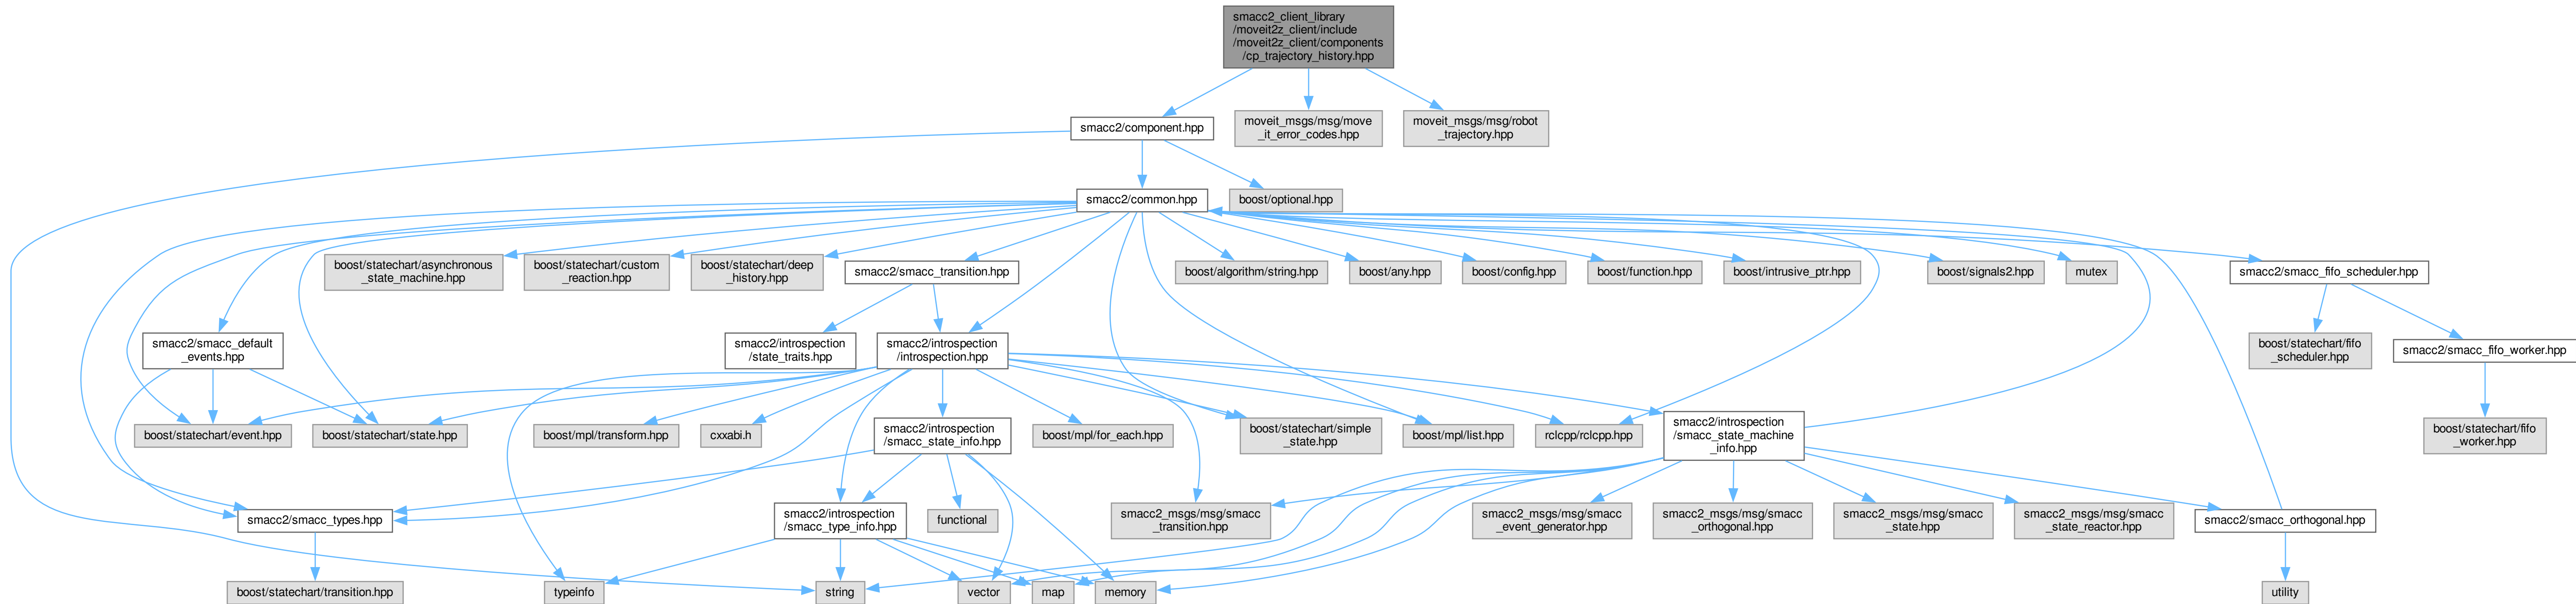 smacc2_client_library
/moveit2z_client/include
/moveit2z_client/components
/cp_trajectory_history.hpp
smacc2/component.hpp
moveit_msgs/msg/move
_it_error_codes.hpp
moveit_msgs/msg/robot
_trajectory.hpp
smacc2/common.hpp
boost/optional.hpp
boost/statechart/asynchronous
_state_machine.hpp
boost/statechart/custom
_reaction.hpp
boost/statechart/deep
_history.hpp
smacc2/smacc_transition.hpp
boost/algorithm/string.hpp
boost/any.hpp
boost/config.hpp
boost/function.hpp
boost/intrusive_ptr.hpp
boost/signals2.hpp
mutex
smacc2/smacc_fifo_scheduler.hpp
smacc2/smacc_default
_events.hpp
smacc2/introspection
/state_traits.hpp
smacc2/introspection
/introspection.hpp
boost/statechart/fifo
_scheduler.hpp
smacc2/smacc_fifo_worker.hpp
boost/statechart/event.hpp
boost/statechart/state.hpp
boost/mpl/transform.hpp
cxxabi.h
smacc2/introspection
/smacc_state_info.hpp
boost/mpl/for_each.hpp
boost/statechart/simple
_state.hpp
boost/mpl/list.hpp
rclcpp/rclcpp.hpp
smacc2/introspection
/smacc_state_machine
_info.hpp
boost/statechart/fifo
_worker.hpp
smacc2/smacc_types.hpp
smacc2/introspection
/smacc_type_info.hpp
functional
smacc2_msgs/msg/smacc
_transition.hpp
smacc2_msgs/msg/smacc
_event_generator.hpp
smacc2_msgs/msg/smacc
_orthogonal.hpp
smacc2_msgs/msg/smacc
_state.hpp
smacc2_msgs/msg/smacc
_state_reactor.hpp
smacc2/smacc_orthogonal.hpp
boost/statechart/transition.hpp
typeinfo
string
vector
map
memory
utility